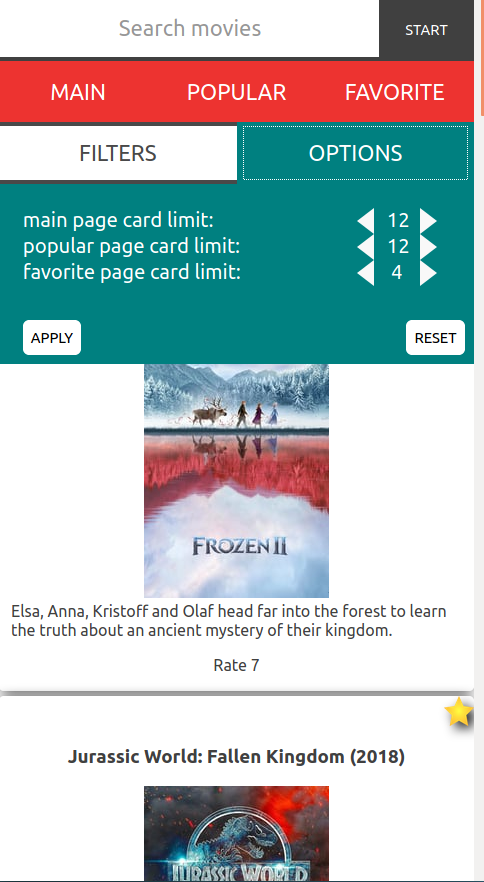 Search movies
START
MAIN
POPULAR
FAVORITE
FILTERS
OPTIONS
main page card limit:
12
popular page card limit:
12
favorite page card limit:
4
APPLY
RESET
FROZEN II
Elsa, Anna, Kristoff and Olaf head far into the forest to learn
the truth about an ancient mystery of their kingdom.
Rate 7
Jurassic World: Fallen Kingdom (2018)
JURASSIC WORLD